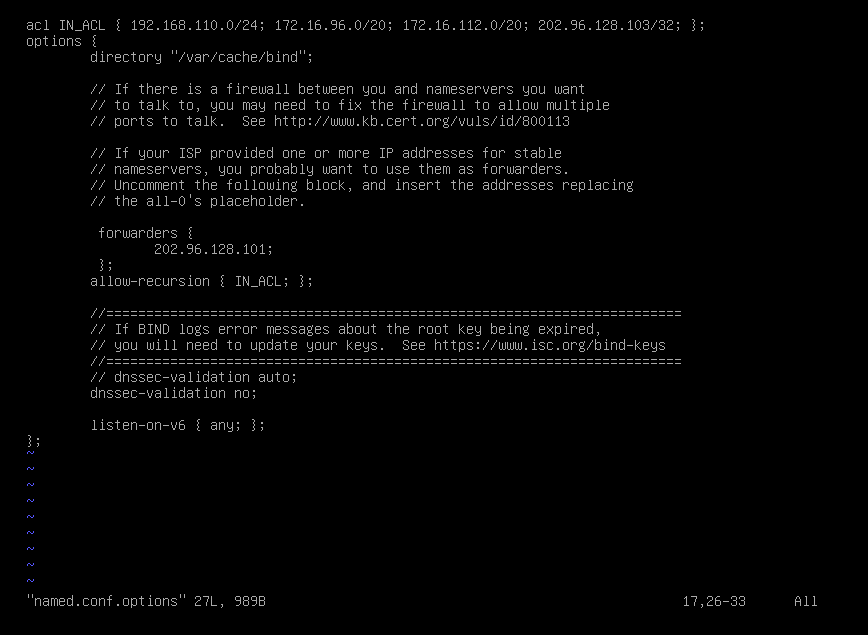 acl IN_ACL { 192.168.110.0/24; 172.16.96.0/20; 172.16.112.0/20; 202.96.128.103/32; };
options {
        directory "/var/cache/bind";

        // If there is a firewall between you and nameservers you want
        // to talk to, you may need to fix the firewall to allow multiple
        // ports to talk.  See http://www.kb.cert.org/vuls/id/800113

        // If your ISP provided one or more IP addresses for stable
        // nameservers, you probably want to use them as forwarders.
        // Uncomment the following block, and insert the addresses replacing
        // the all-0's placeholder.

         forwarders {
                202.96.128.101;
         };
        allow-recursion { IN_ACL; };

        //========================================================================
        // If BIND logs error messages about the root key being expired,
        // you will need to update your keys.  See https://www.isc.org/bind-keys
        //========================================================================
        // dnssec-validation auto;
        dnssec-validation no;

        listen-on-v6 { any; };
};
~
~
~
~
~
~
~
~
~
"named.conf.options" 27L, 989B                                                    17,26-33      All